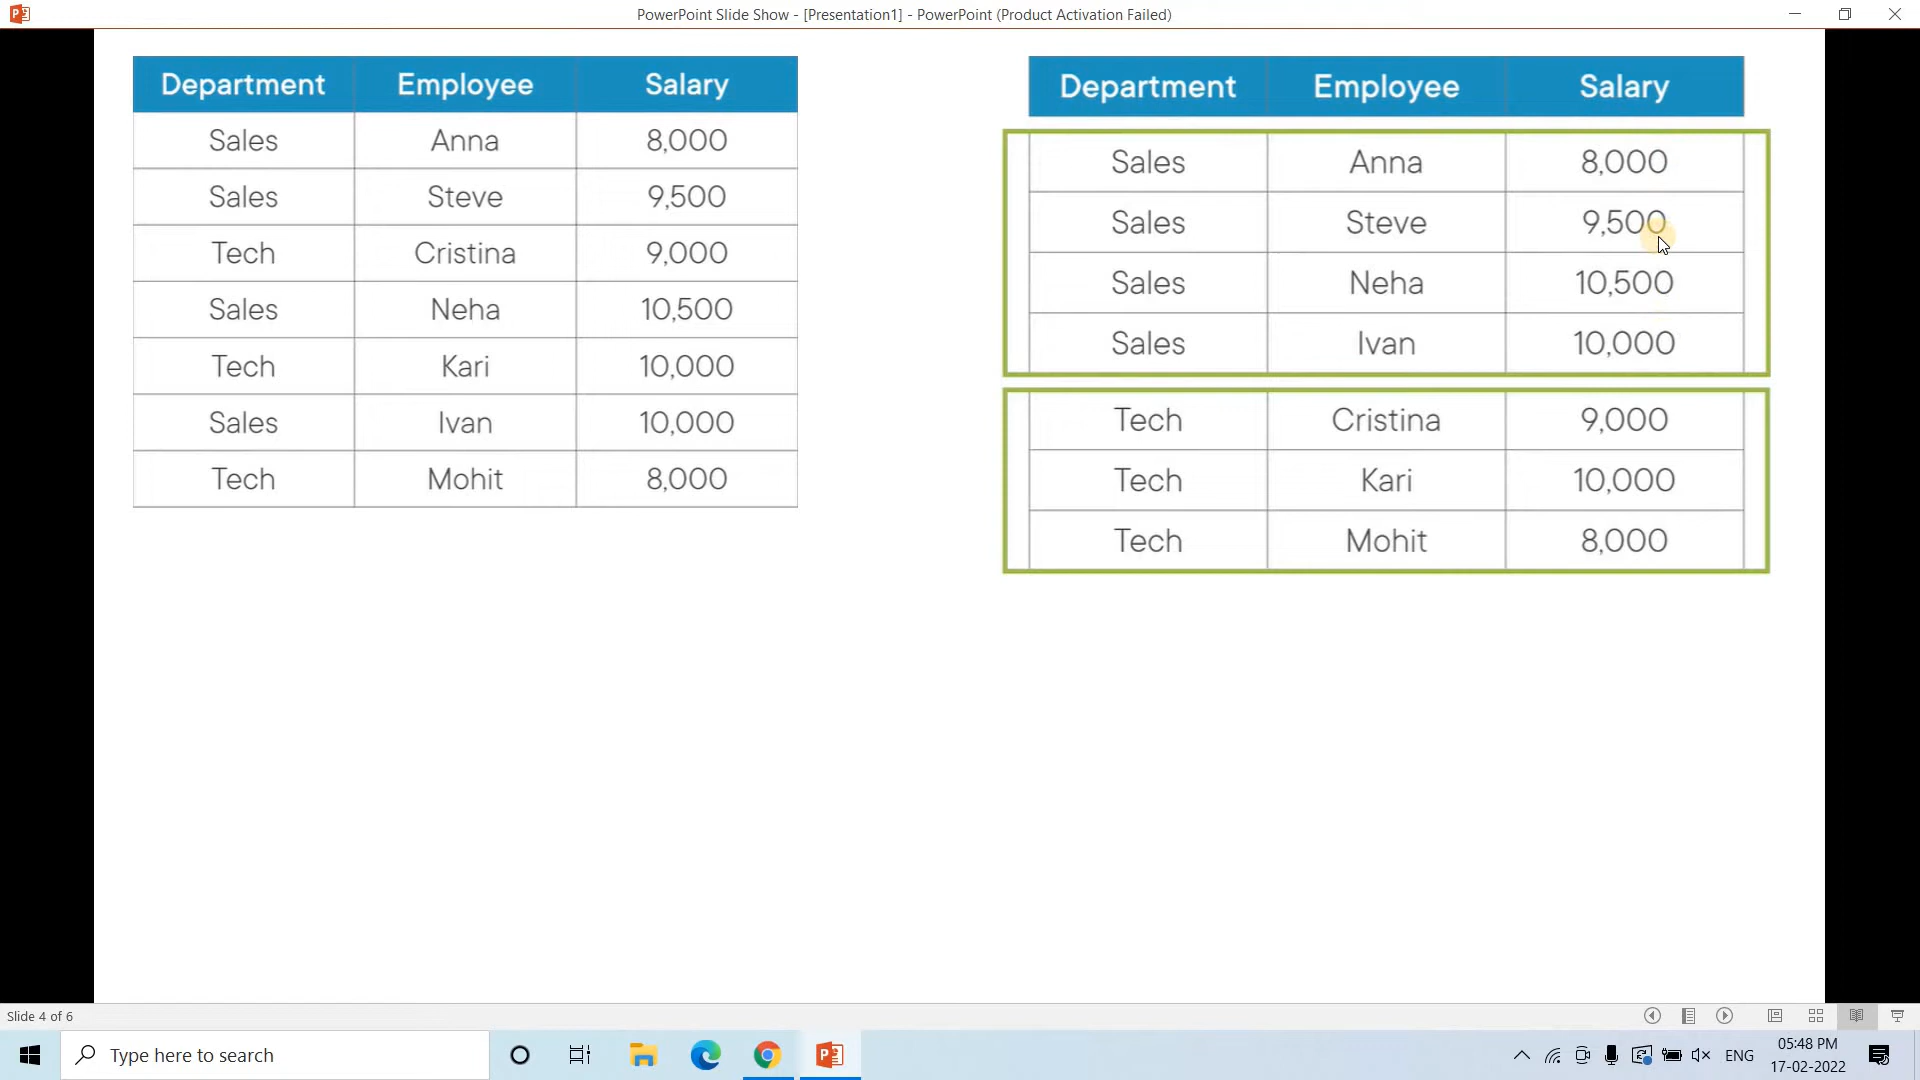 PowerPoint Slide Show - [Presentation1] - PowerPoint (Product Activation Failed)
Department Employee Salary
Sales Anna 8,000
Sales Steve 9,500
Tech Cristina 9,000
Sales Neha 10,500
Tech Kari 10,000
Sales Ivan 10,000
Tech Mohit 8,000
Department Employee Salary
Sales Anna 8,000
Sales Steve 9,500
Sales Neha 10,500
Sales Ivan 10,000
Tech Cristina 9,000
Tech Kari 10,000
Tech Mohit 8,000
Slide 4 of 6
Type here to search
ENG
05:48 PM
17-02-2022